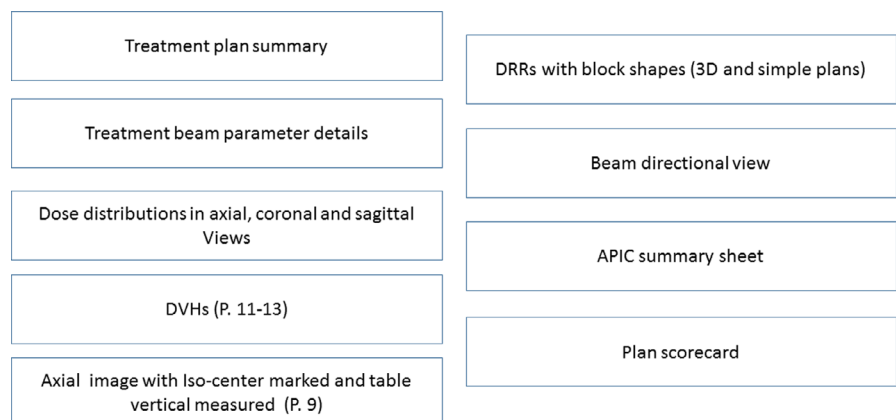 Treatment plan summary
Treatment beam parameter details
Dose distributions in axial, coronal and sagittal
Views
DVHs (P. 11-13)
Axial image with Iso-center marked and table
vertical measured (P. 9)
DRRs with block shapes (3D and simple plans)
Beam directional view
APIC summary sheet
Plan scorecard